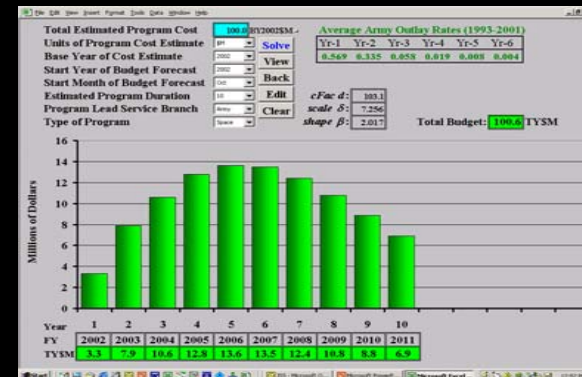 File Edit View Insert Format Tools Data Window Help
Total Estimated Program Cost 100.0 BY2002$M
Units of Program Cost Estimate $M Solve
Base Year of Cost Estimate 2002 View
Start Year of Budget Forecast 2002
Start Month of Budget Forecast Oct Back
Estimated Program Duration 10 Edit
Program Lead Service Branch Army Clear
Type of Program Space
Average Army Outlay Rates (1993-2001)
Yr-1 Yr-2 Yr-3 Yr-4 Yr-5 Yr-6
0.569 0.335 0.058 0.019 0.008 0.004
cFac d: 103.1
scale δ: 7.256
shape β: 2.017
Total Budget: 100.6 TY$M
Millions of Dollars
16
14
12
10
8
6
4
2
0
Year 1 2 3 4 5 6 7 8 9 10
FY 2002 2003 2004 2005 2006 2007 2008 2009 2010 2011
TY$M 3.3 7.9 10.6 12.8 13.6 13.5 12.4 10.8 8.8 6.9
Start